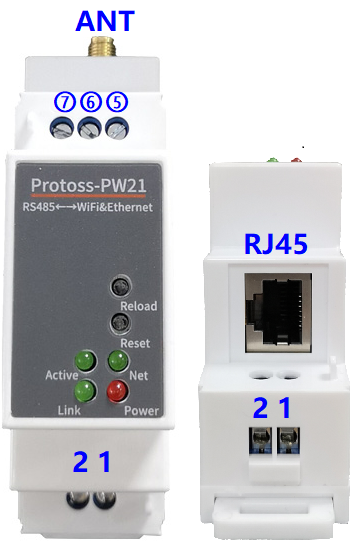 ANT
⑦ ⑥ ⑤
Protoss-PW21
RS485←→WiFi&Ethernet
Reload
Reset
Active Net
Link Power
2 1
RJ45
2 1